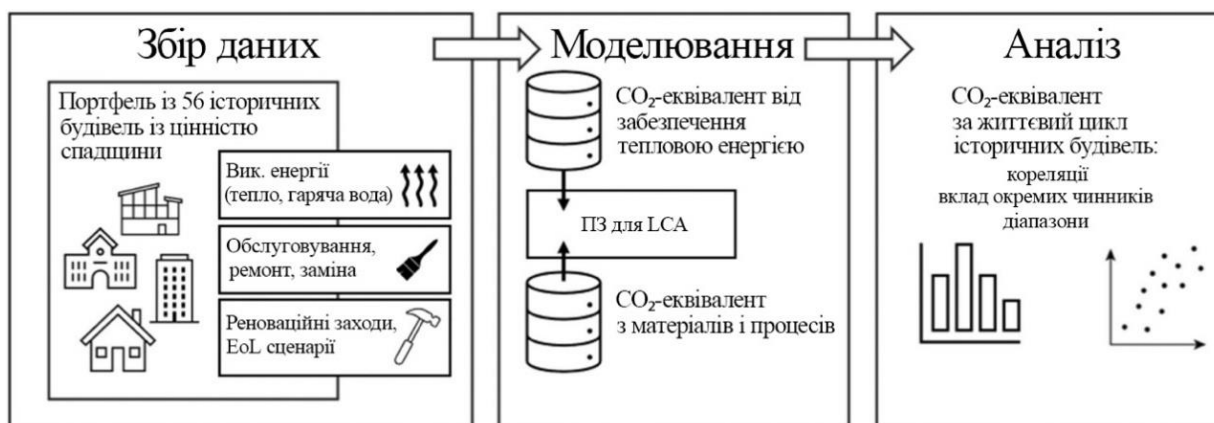 Збір даних
Портфель із 56 історичних
будівель із цінністю
спадщини
Вик. енергії
(тепло, гаряча вода)
Обслуговування,
ремонт, заміна
Реноваційні заходи,
EoL сценарії
Моделювання
CO₂-еквівалент від
забезпечення
тепловою енергією
ПЗ для LCA
CO₂-еквівалент
з матеріалів і процесів
Аналіз
CO₂-еквівалент
за життєвий цикл
історичних будівель:
кореляції
вклад окремих чинників
діапазони